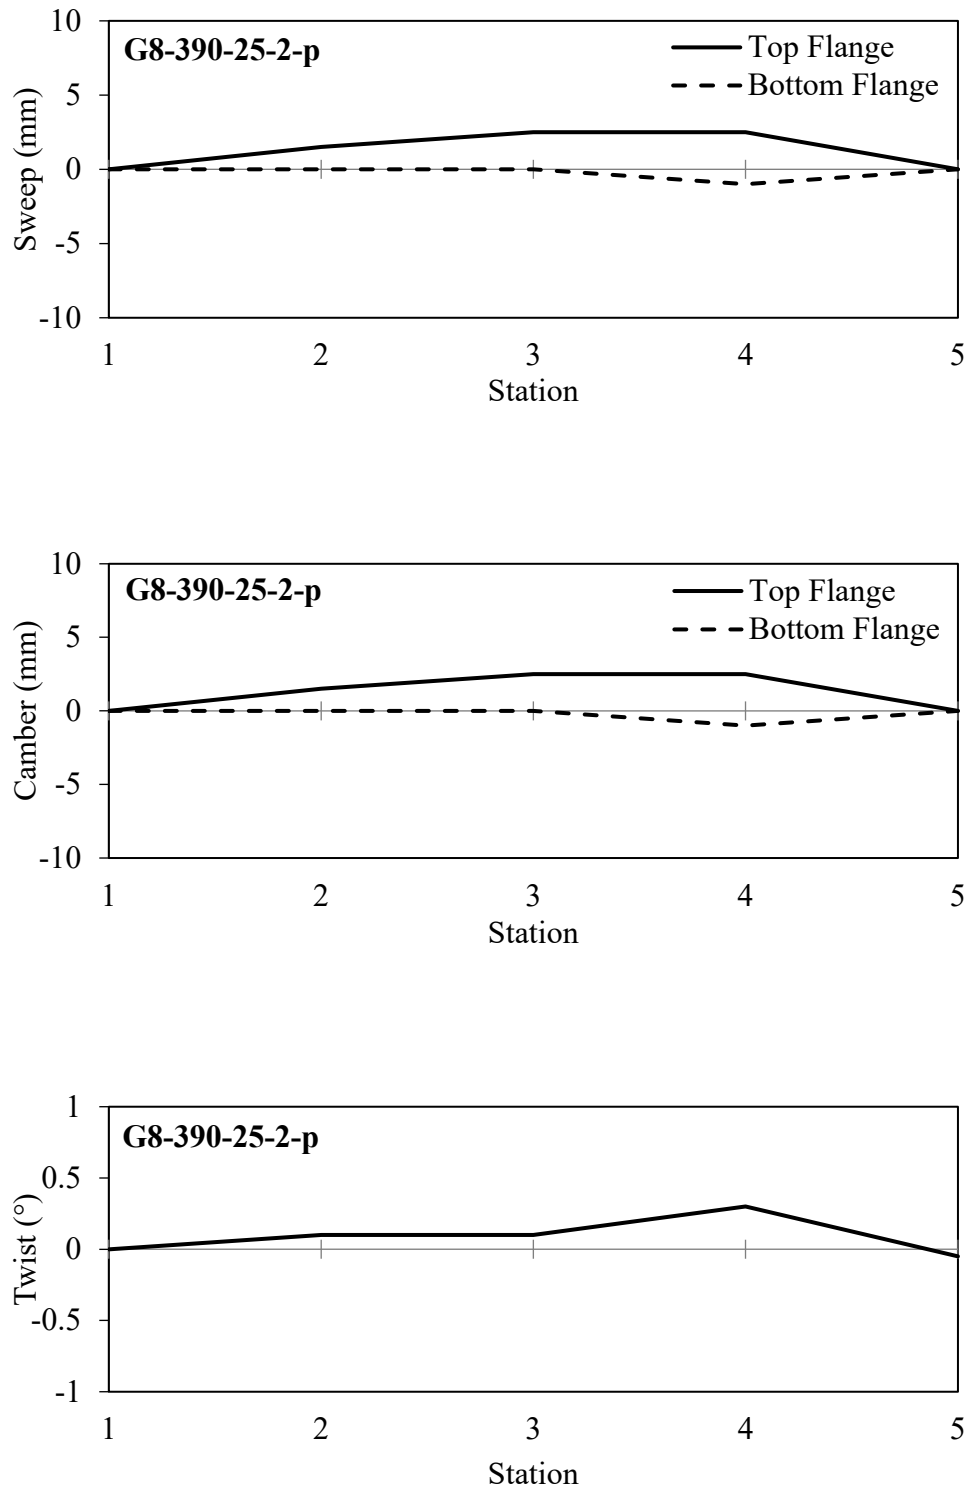 10
G8-390-25-2-p
Top Flange
Bottom Flange
5
0
-5
-10
Sweep (mm)
1 2 3 4 5
Station
10
G8-390-25-2-p
Top Flange
Bottom Flange
5
0
-5
-10
Camber (mm)
1 2 3 4 5
Station
1
G8-390-25-2-p
0.5
0
-0.5
-1
Twist (°)
1 2 3 4 5
Station